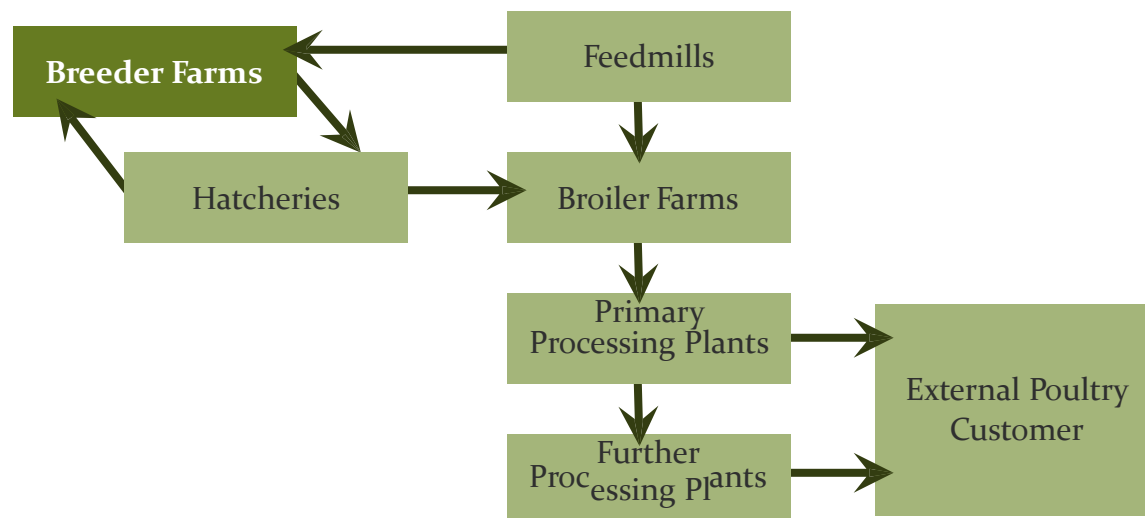 Breeder Farms
Feedmills
Hatcheries
Broiler Farms
Primary
Processing Plants
External Poultry
Customer
Further
Processing Plants